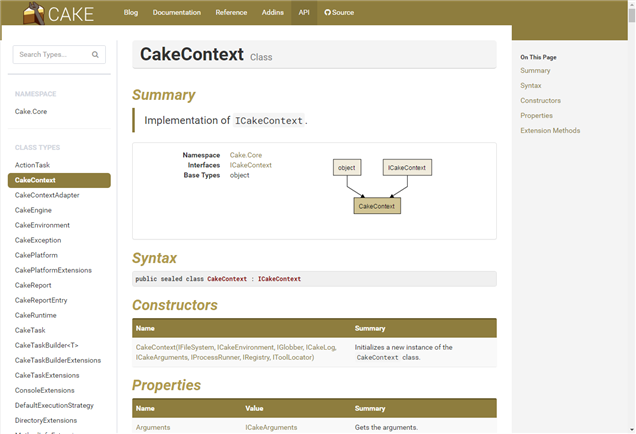 CAKE
Blog Documentation Reference Addins API Source
Search Types...
NAMESPACE
Cake.Core
CLASS TYPES
ActionTask
CakeContext
CakeContextAdapter
CakeEngine
CakeEnvironment
CakeException
CakePlatform
CakePlatformExtensions
CakeReport
CakeReportEntry
CakeRuntime
CakeTask
CakeTaskBuilder<T>
CakeTaskBuilderExtensions
CakeTaskExtensions
ConsoleExtensions
DefaultExecutionStrategy
DirectoryExtensions
CakeContext Class
Summary
Implementation of ICakeContext.
Namespace Cake.Core
Interfaces ICakeContext
Base Types object
object ICakeContext
CakeContext
Syntax
public sealed class CakeContext : ICakeContext
Constructors
Name Summary
CakeContext(IFileSystem, ICakeEnvironment, IGlobber, ICakeLog, Initializes a new instance of the
ICakeArguments, IProcessRunner, IRegistry, IToolLocator) CakeContext class.
Properties
Name Value Summary
Arguments ICakeArguments Gets the arguments.
On This Page
Summary
Syntax
Constructors
Properties
Extension Methods